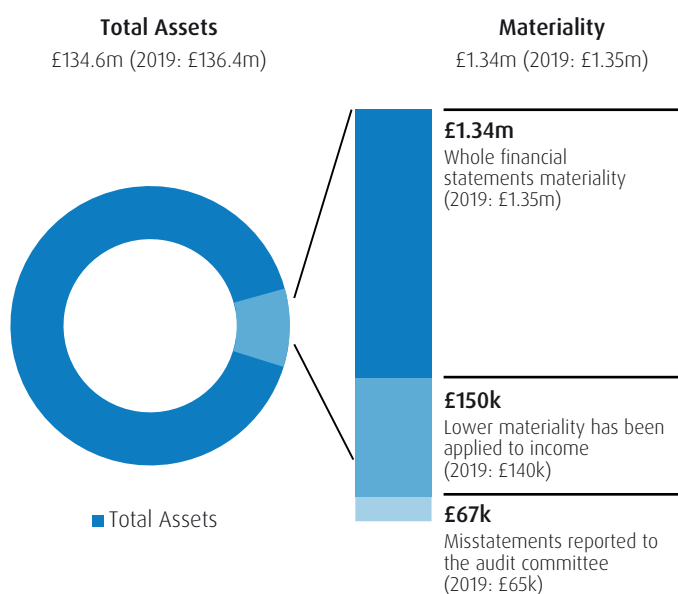 Total Assets
£134.6m (2019: £136.4m)
Materiality
£1.34m (2019: £1.35m)
£1.34m
Whole financial
statements materiality
(2019: £1.35m)
£150k
Lower materiality has been
applied to income
(2019: £140k)
£67k
Misstatements reported to
the audit committee
(2019: £65k)
Total Assets